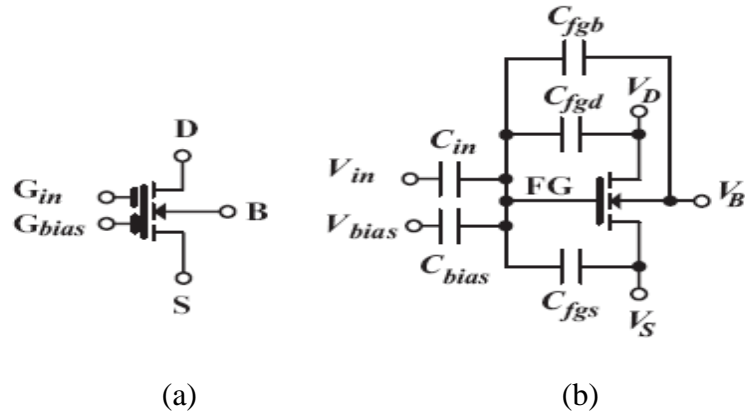 D
G_in
G_bias
B
S
(a)
C_fgb
C_fgd
V_D
C_in
V_in
FG
V_B
V_bias
C_bias
C_fgs
V_S
(b)